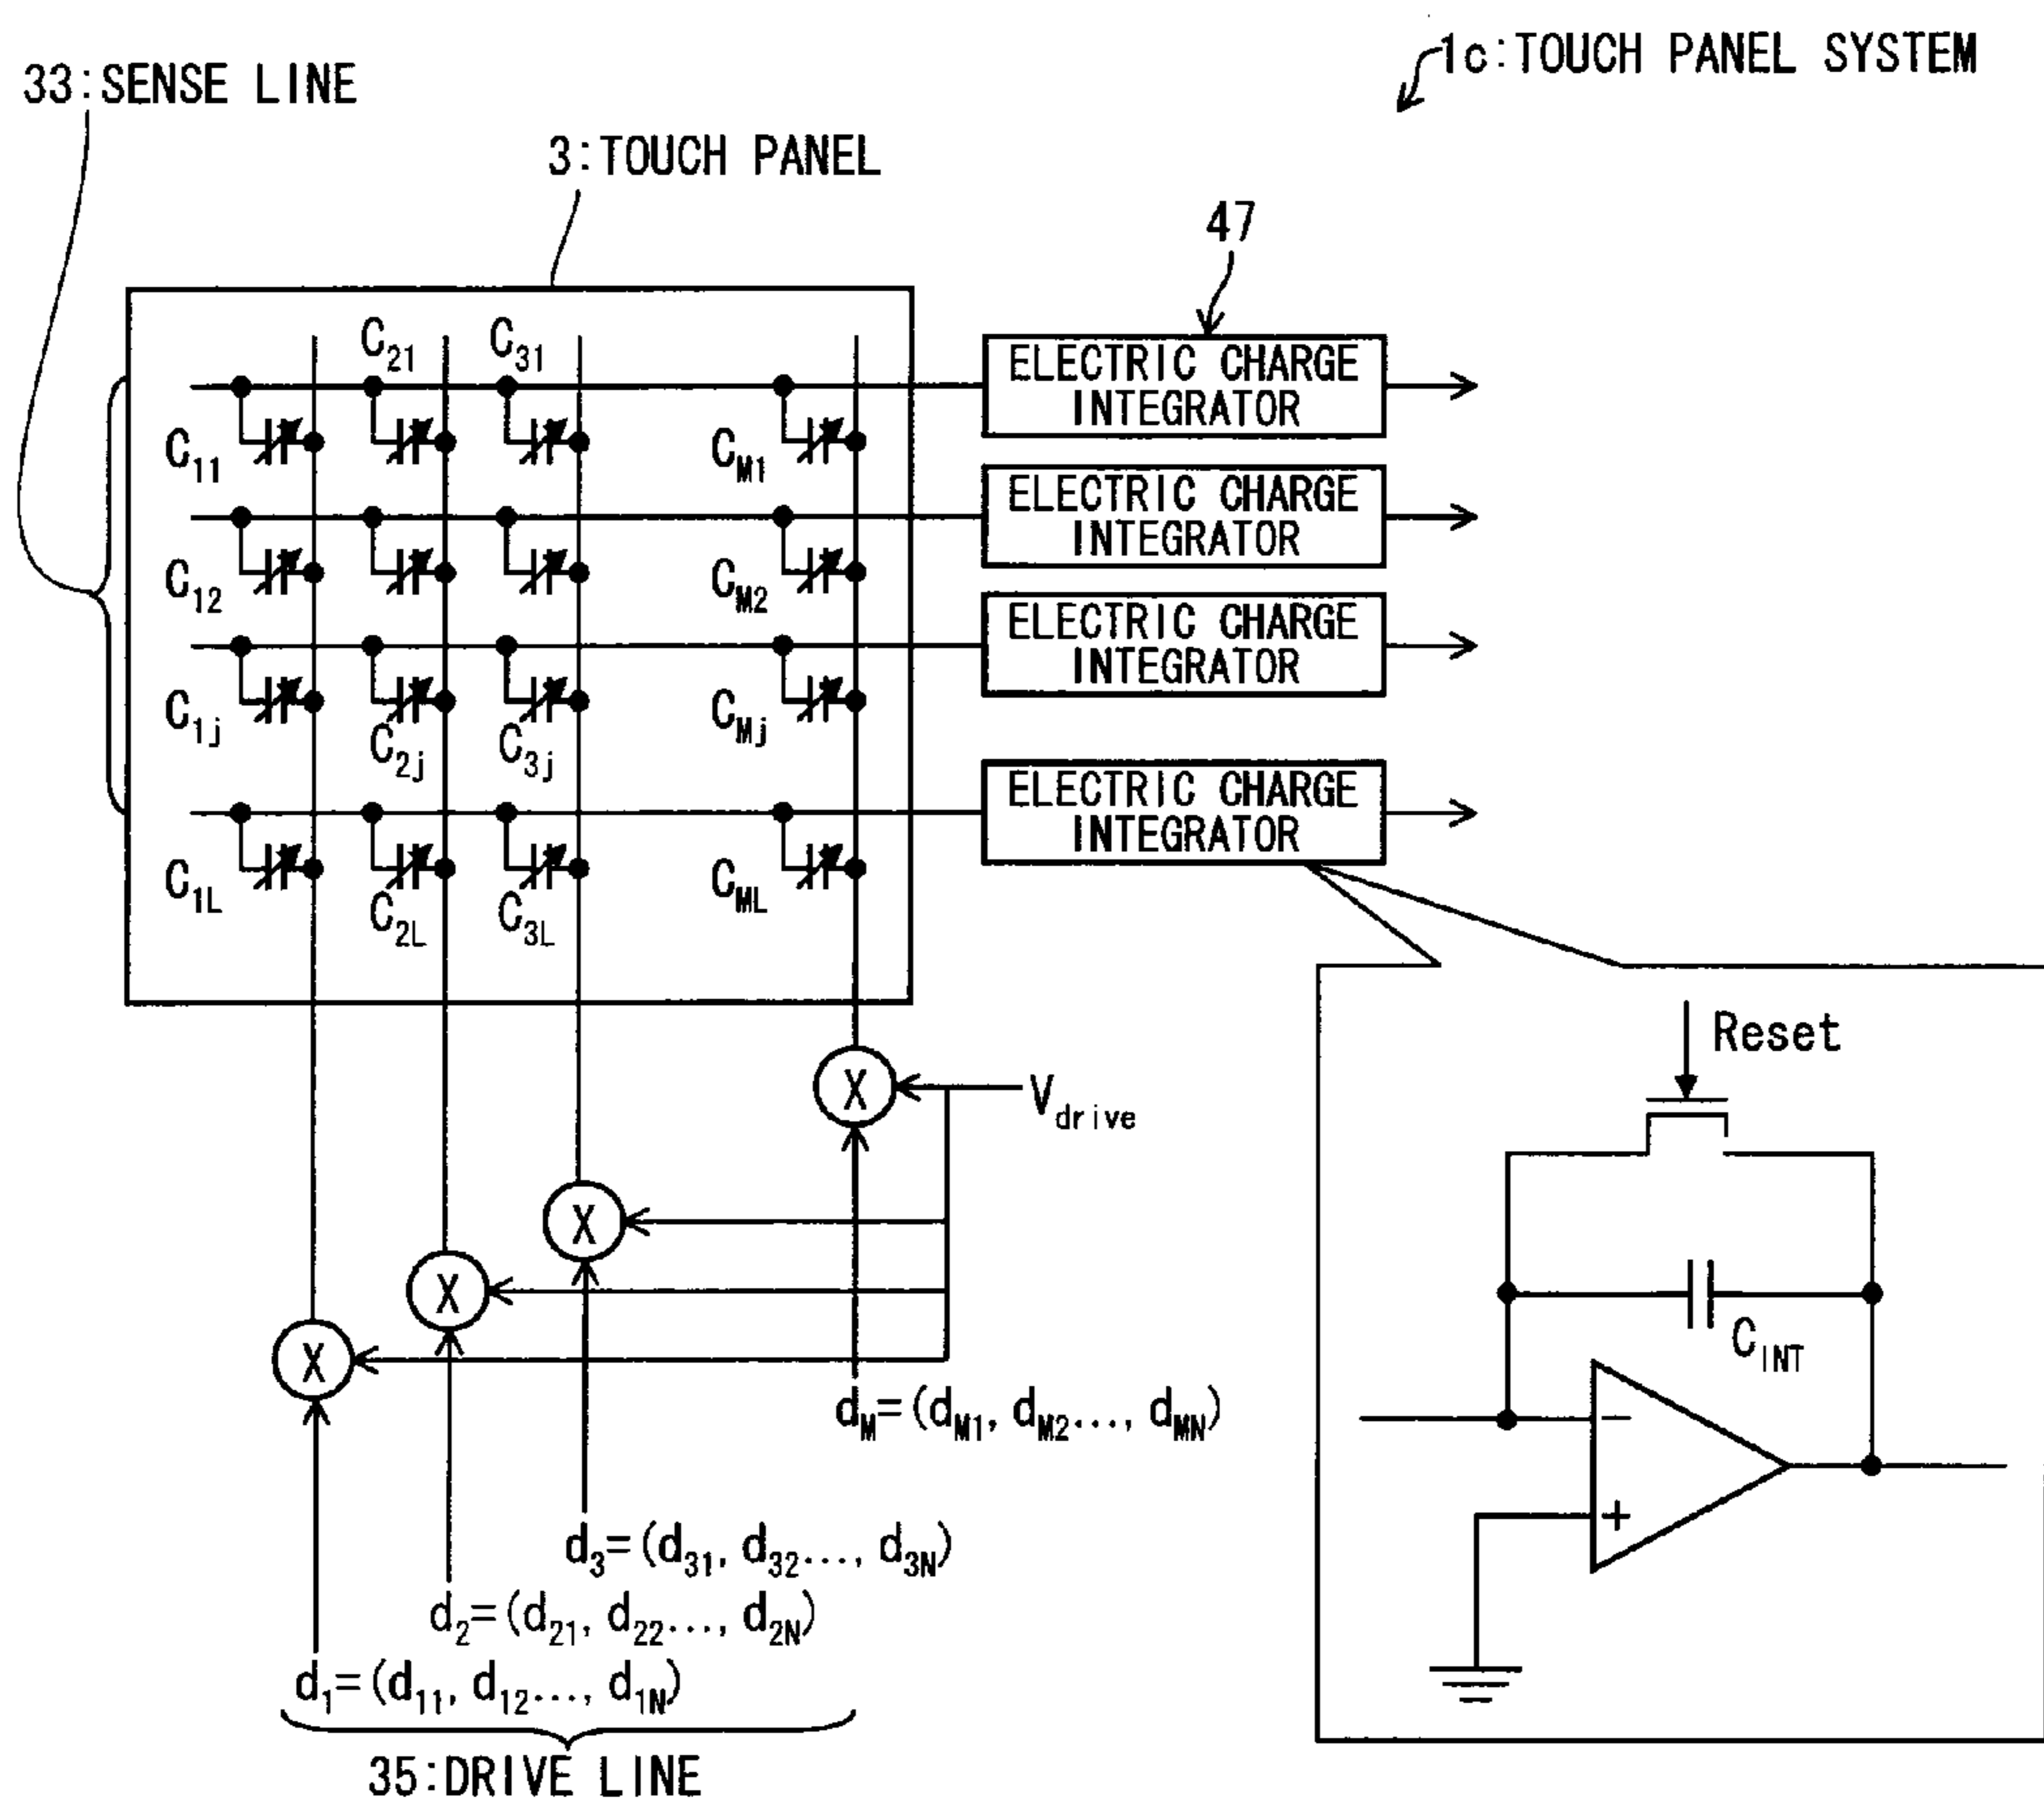 1c:TOUCH PANEL SYSTEM
33:SENSE LINE
3:TOUCH PANEL
47
C21 C31
ELECTRIC CHARGE
INTEGRATOR
C11 CM1
ELECTRIC CHARGE
INTEGRATOR
C12 CM2
ELECTRIC CHARGE
INTEGRATOR
C1j CMj
C2j C3j
ELECTRIC CHARGE
INTEGRATOR
C1L CML
C2L C3L
Reset
X Vdrive
X
X
X
CINT
−
+
dM=(dM1, dM2..., dMN)
d3=(d31, d32..., d3N)
d2=(d21, d22..., d2N)
d1=(d11, d12..., d1N)
35:DRIVE LINE